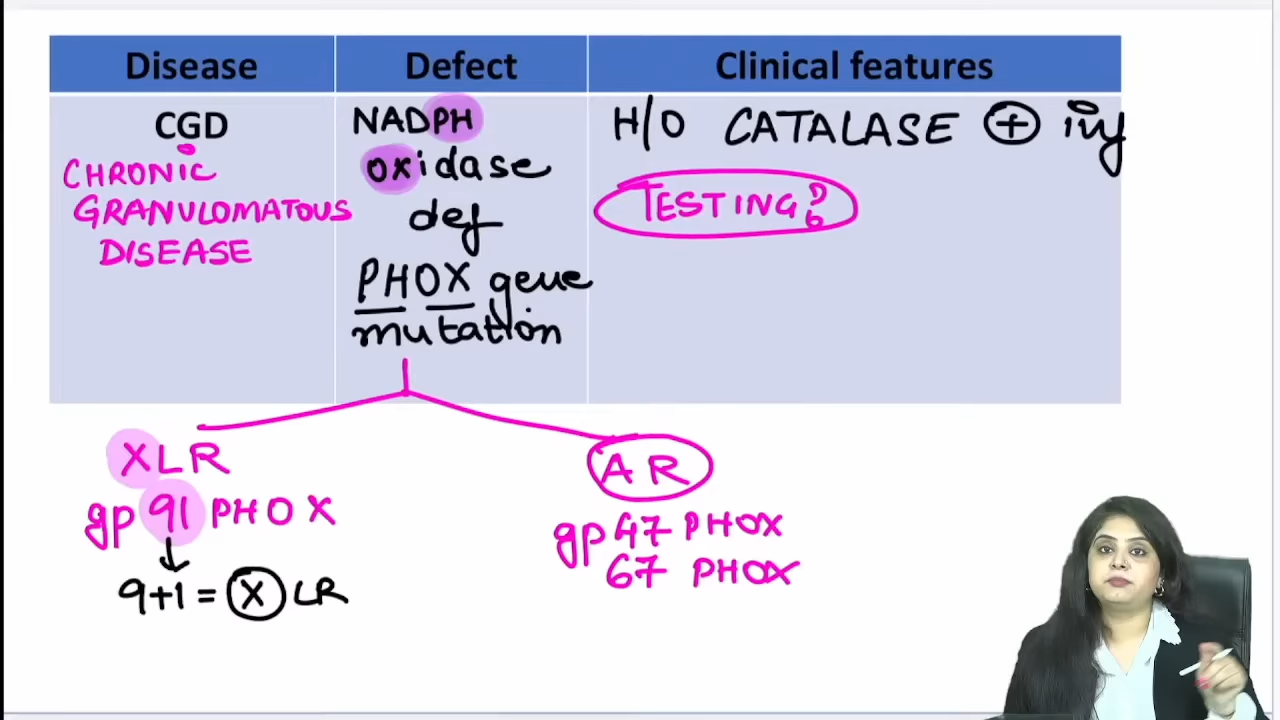 Disease Defect Clinical features
CGD
CHRONIC
GRANULOMATOUS
DISEASE
NADPH
oxidase
def
PHOX gene
mutation
H/O CATALASE + inf
TESTING?
XLR
gp 91 PHOX
9+1 = X LR
AR
gp 47 PHOX
67 PHOX